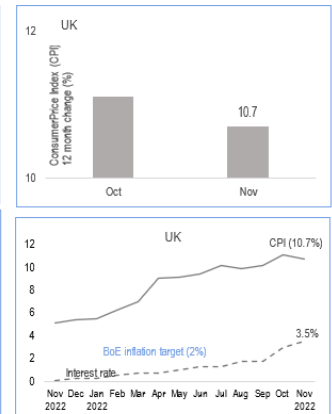 UK
12
ConsumerPrice Index (CPI)
12 month change (%)
10.7
10
Oct Nov
UK
12
CPI (10.7%)
10
8
6
4
3.5%
BoE inflation target (2%)
2
Interest rate
0
Nov Dec Jan Feb Mar Apr May Jun Jul Aug Sep Oct Nov
2022 2022 2022